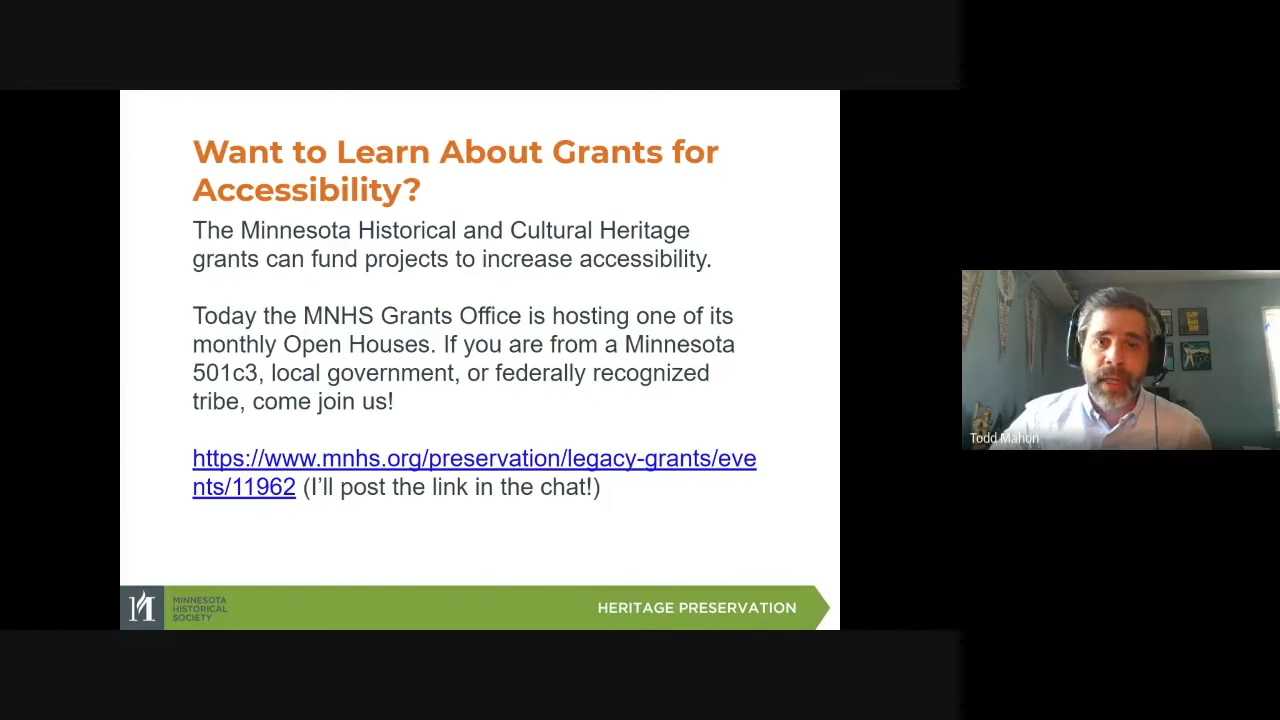 Want to Learn About Grants for
Accessibility?
The Minnesota Historical and Cultural Heritage
grants can fund projects to increase accessibility.
Today the MNHS Grants Office is hosting one of its
monthly Open Houses. If you are from a Minnesota
501c3, local government, or federally recognized
tribe, come join us!
https://www.mnhs.org/preservation/legacy-grants/eve
nts/11962 (I’ll post the link in the chat!)
MINNESOTA
HISTORICAL
SOCIETY
HERITAGE PRESERVATION
Todd Mahon